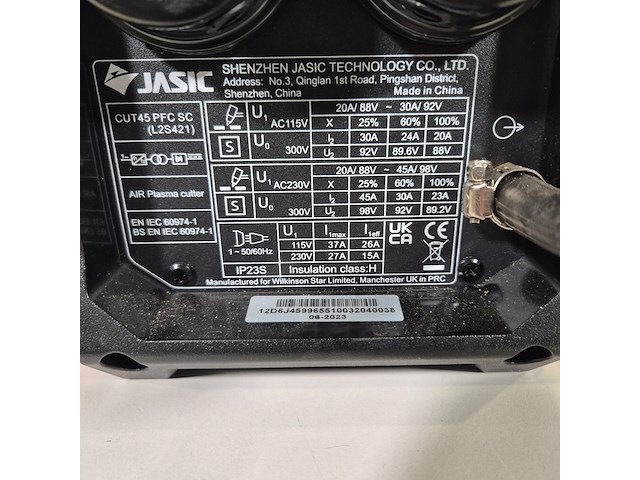 JASIC
SHENZHEN JASIC TECHNOLOGY CO., LTD.
Address: No.3, Qinglan 1st Road, Pingshan District,
Shenzhen, China Made in China
CUT45 PFC SC
(L2S421)
AIR Plasma cutter
EN IEC 60974-1
BS EN IEC 60974-1
U1 AC115V 20A/ 88V ~ 30A/ 92V
X 25% 60% 100%
S U0 300V I2 30A 24A 20A
U2 92V 89.6V 88V
U1 AC230V 20A/ 88V ~ 45A/ 98V
X 25% 60% 100%
S U0 300V I2 45A 30A 23A
U2 98V 92V 89.2V
1~50/60Hz U1 I1max I1eff
115V 37A 26A
230V 27A 15A
UK CA CE
IP23S Insulation class:H
Manufactured for Wilkinson Star Limited, Manchester UK in PRC
12D6J459965510032040038
06-2023